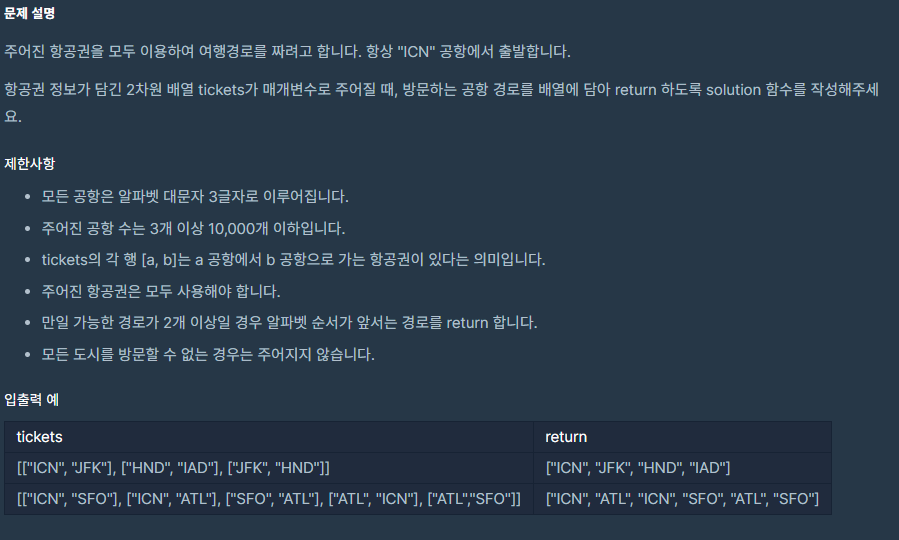 문제 설명
주어진 항공권을 모두 이용하여 여행경로를 짜려고 합니다. 항상 "ICN" 공항에서 출발합니다.
항공권 정보가 담긴 2차원 배열 tickets가 매개변수로 주어질 때, 방문하는 공항 경로를 배열에 담아 return 하도록 solution 함수를 작성해주세
요.
제한사항
• 모든 공항은 알파벳 대문자 3글자로 이루어집니다.
• 주어진 공항 수는 3개 이상 10,000개 이하입니다.
• tickets의 각 행 [a, b]는 a 공항에서 b 공항으로 가는 항공권이 있다는 의미입니다.
• 주어진 항공권은 모두 사용해야 합니다.
• 만일 가능한 경로가 2개 이상일 경우 알파벳 순서가 앞서는 경로를 return 합니다.
• 모든 도시를 방문할 수 없는 경우는 주어지지 않습니다.
입출력 예
tickets return
[["ICN", "JFK"], ["HND", "IAD"], ["JFK", "HND"]] ["ICN", "JFK", "HND", "IAD"]
[["ICN", "SFO"], ["ICN", "ATL"], ["SFO", "ATL"], ["ATL", "ICN"], ["ATL","SFO"]] ["ICN", "ATL", "ICN", "SFO", "ATL", "SFO"]